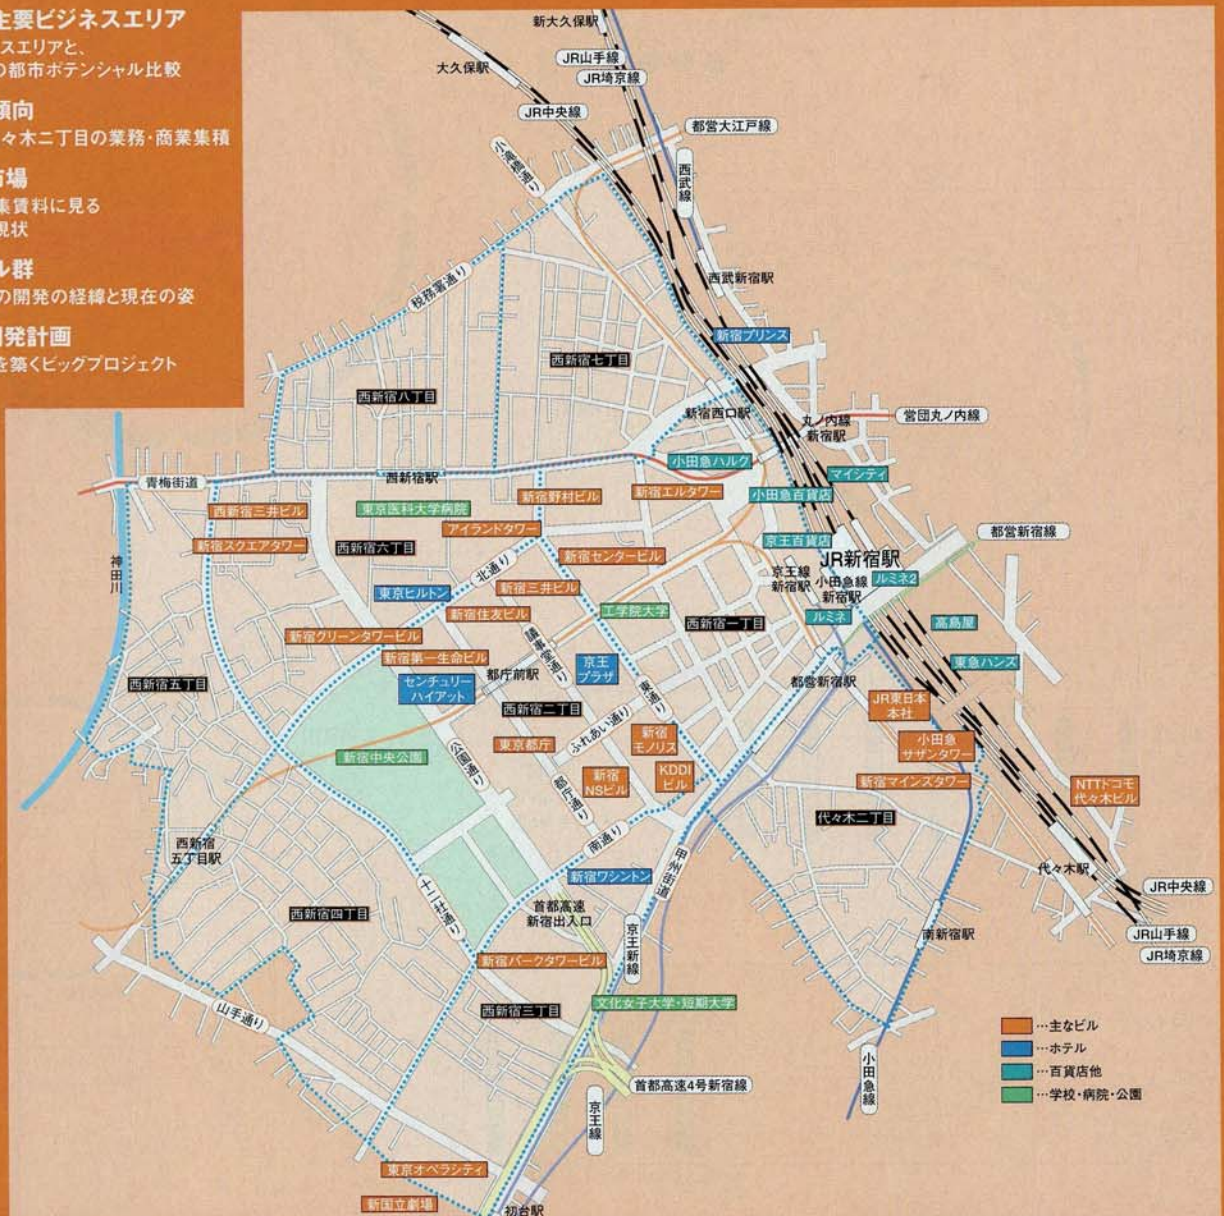 主要ビジネスエリア
スエリアと、
の都市ポテンシャル比較
傾向
々木二丁目の業務・商業集積
市場
集賃料に見る
現状
ル群
の開発の経緯と現在の姿
開発計画
を築くビッグプロジェクト
新大久保駅
大久保駅
JR山手線
JR埼京線
JR中央線
都営大江戸線
小滝橋通り
西武線
西武新宿駅
税務署通り
新宿プリンス
西新宿七丁目
西新宿八丁目
新宿西口駅
丸ノ内線
新宿駅
営団丸ノ内線
小田急ハルク
マイシティ
青梅街道
西新宿駅
新宿野村ビル
新宿エルタワー
小田急百貨店
西新宿三井ビル
東京医科大学病院
アイランドタワー
京王百貨店
都営新宿線
新宿スクエアタワー
西新宿六丁目
新宿センタービル
JR新宿駅
神田川
北通り
京王線
新宿駅
小田急線
新宿駅
ルミネ2
東京ヒルトン
新宿三井ビル
新宿住友ビル
工学院大学
西新宿一丁目
ルミネ
高島屋
新宿グリーンタワービル
議事堂通り
新宿第一生命ビル
京王
プラザ
東急ハンズ
西新宿五丁目
センチュリー
ハイアット
都庁前駅
東通り
都営新宿駅
JR東日本
本社
西新宿二丁目
ふれあい通り
新宿
モノリス
小田急
サザンタワー
新宿中央公園
公園通り
東京都庁
新宿
NSビル
KDDI
ビル
新宿マインズタワー
NTTドコモ
代々木ビル
都庁通り
代々木二丁目
西新宿
五丁目駅
南通り
甲州街道
代々木駅
新宿ワシントン
JR中央線
西新宿四丁目
十二社通り
首都高速
新宿出入口
京王新線
南新宿駅
JR山手線
JR埼京線
新宿パークタワービル
西新宿三丁目
文化女子大学・短期大学
山手通り
…主なビル
…ホテル
…百貨店他
…学校・病院・公園
首都高速4号新宿線
小田急線
京王線
東京オペラシティ
新国立劇場
初台駅